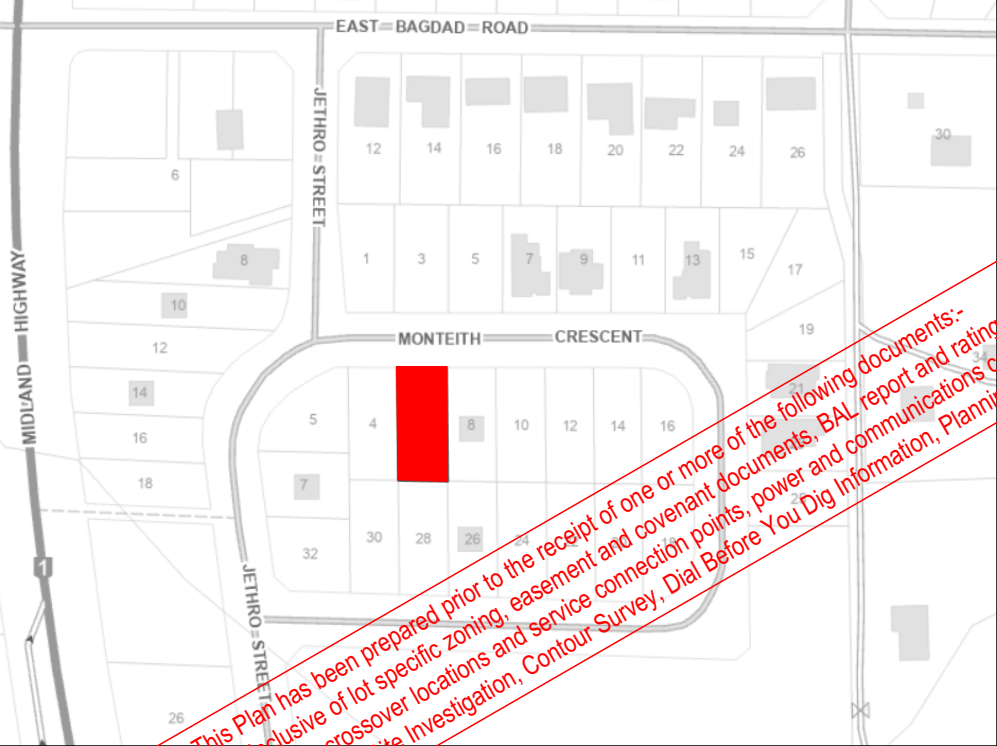 EAST BAGDAD ROAD
JETHRO STREET
MIDLAND HIGHWAY
12 14 16 18 20 22 24 26
30
6
8
1 3 5 7 9 11 13 15 17
10
12
19
MONTEITH CRESCENT
34
14
21
16
5 4 8 10 12 14 16
18
7
32 30 28 26 24 18
1
JETHRO STREET
26
This Plan has been prepared prior to the receipt of one or more of the following documents:-
of lot specific zoning, easement and covenant documents, BAL report and rating
crossover locations and service connection points, power and communications
Investigation, Contour Survey, Dial Before You Dig Information,